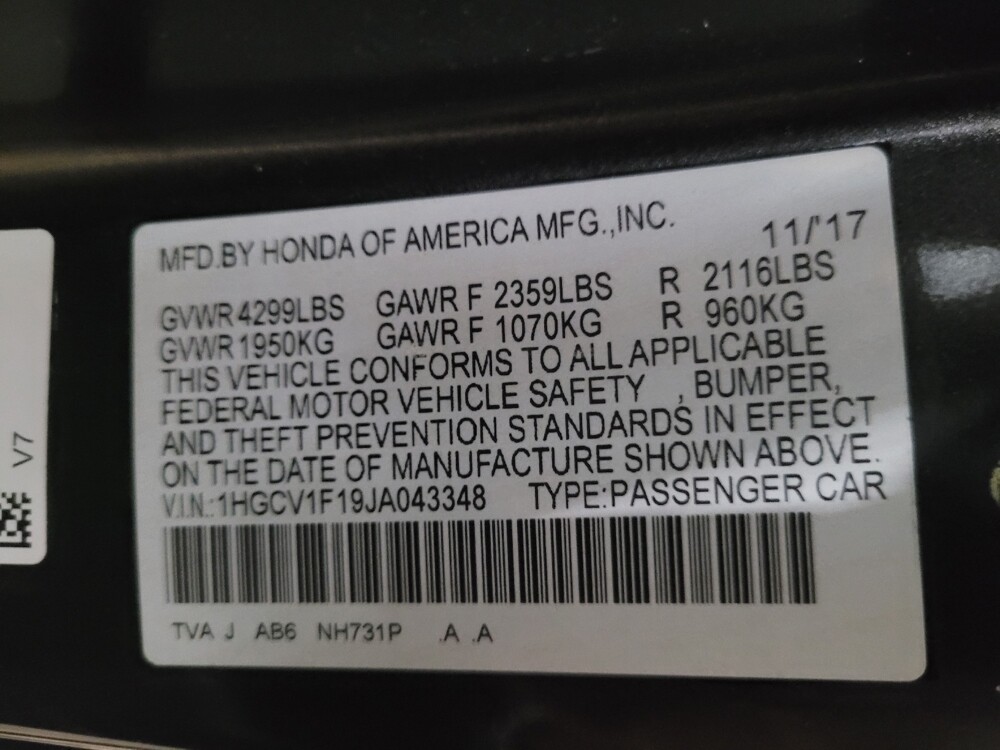 MFD.BY HONDA OF AMERICA MFG.,INC. 11/'17
GVWR 4299LBS GAWR F 2359LBS R 2116LBS
GVWR 1950KG GAWR F 1070KG R 960KG
THIS VEHICLE CONFORMS TO ALL APPLICABLE
FEDERAL MOTOR VEHICLE SAFETY , BUMPER,
AND THEFT PREVENTION STANDARDS IN EFFECT
ON THE DATE OF MANUFACTURE SHOWN ABOVE.
V.I.N.:1HGCV1F19JA043348 TYPE:PASSENGER CAR
TVA J AB6 NH731P .A .A
V7